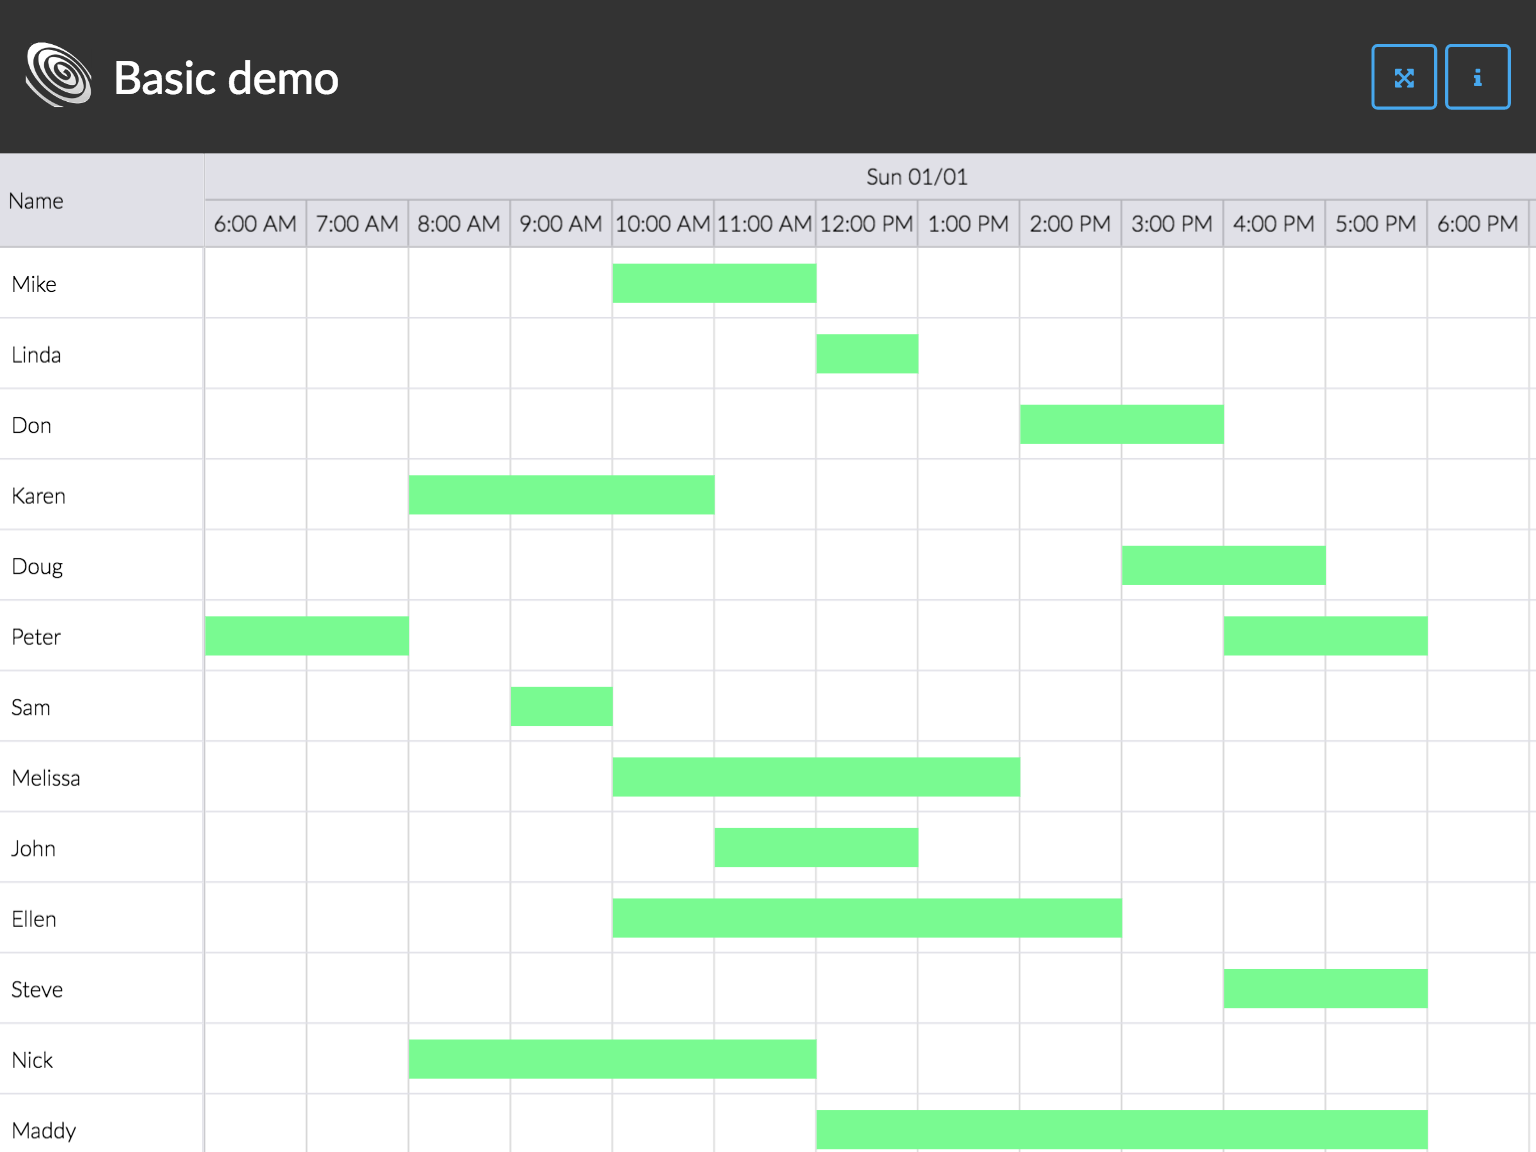 Basic demo
Name
Sun 01/01
6:00 AM 7:00 AM 8:00 AM 9:00 AM 10:00 AM 11:00 AM 12:00 PM 1:00 PM 2:00 PM 3:00 PM 4:00 PM 5:00 PM 6:00 PM
Mike
Linda
Don
Karen
Doug
Peter
Sam
Melissa
John
Ellen
Steve
Nick
Maddy